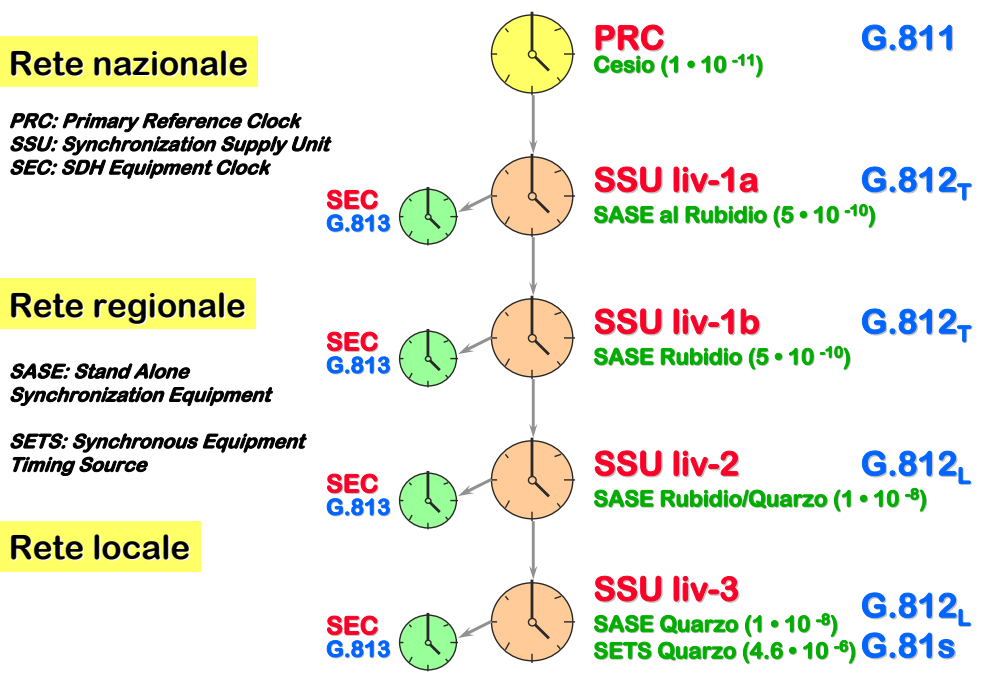 Rete nazionale
PRC: Primary Reference Clock
SSU: Synchronization Supply Unit
SEC: SDH Equipment Clock
PRC G.811
Cesio (1 • 10 -11)
SSU liv-1a G.812T
SASE al Rubidio (5 • 10 -10)
SEC
G.813
Rete regionale
SASE: Stand Alone
Synchronization Equipment
SETS: Synchronous Equipment
Timing Source
SSU liv-1b G.812T
SASE Rubidio (5 • 10 -10)
SEC
G.813
SSU liv-2 G.812L
SASE Rubidio/Quarzo (1 • 10 -8)
SEC
G.813
Rete locale
SSU liv-3 G.812L
SASE Quarzo (1 • 10 -8)
SETS Quarzo (4.6 • 10 -6) G.81s
SEC
G.813